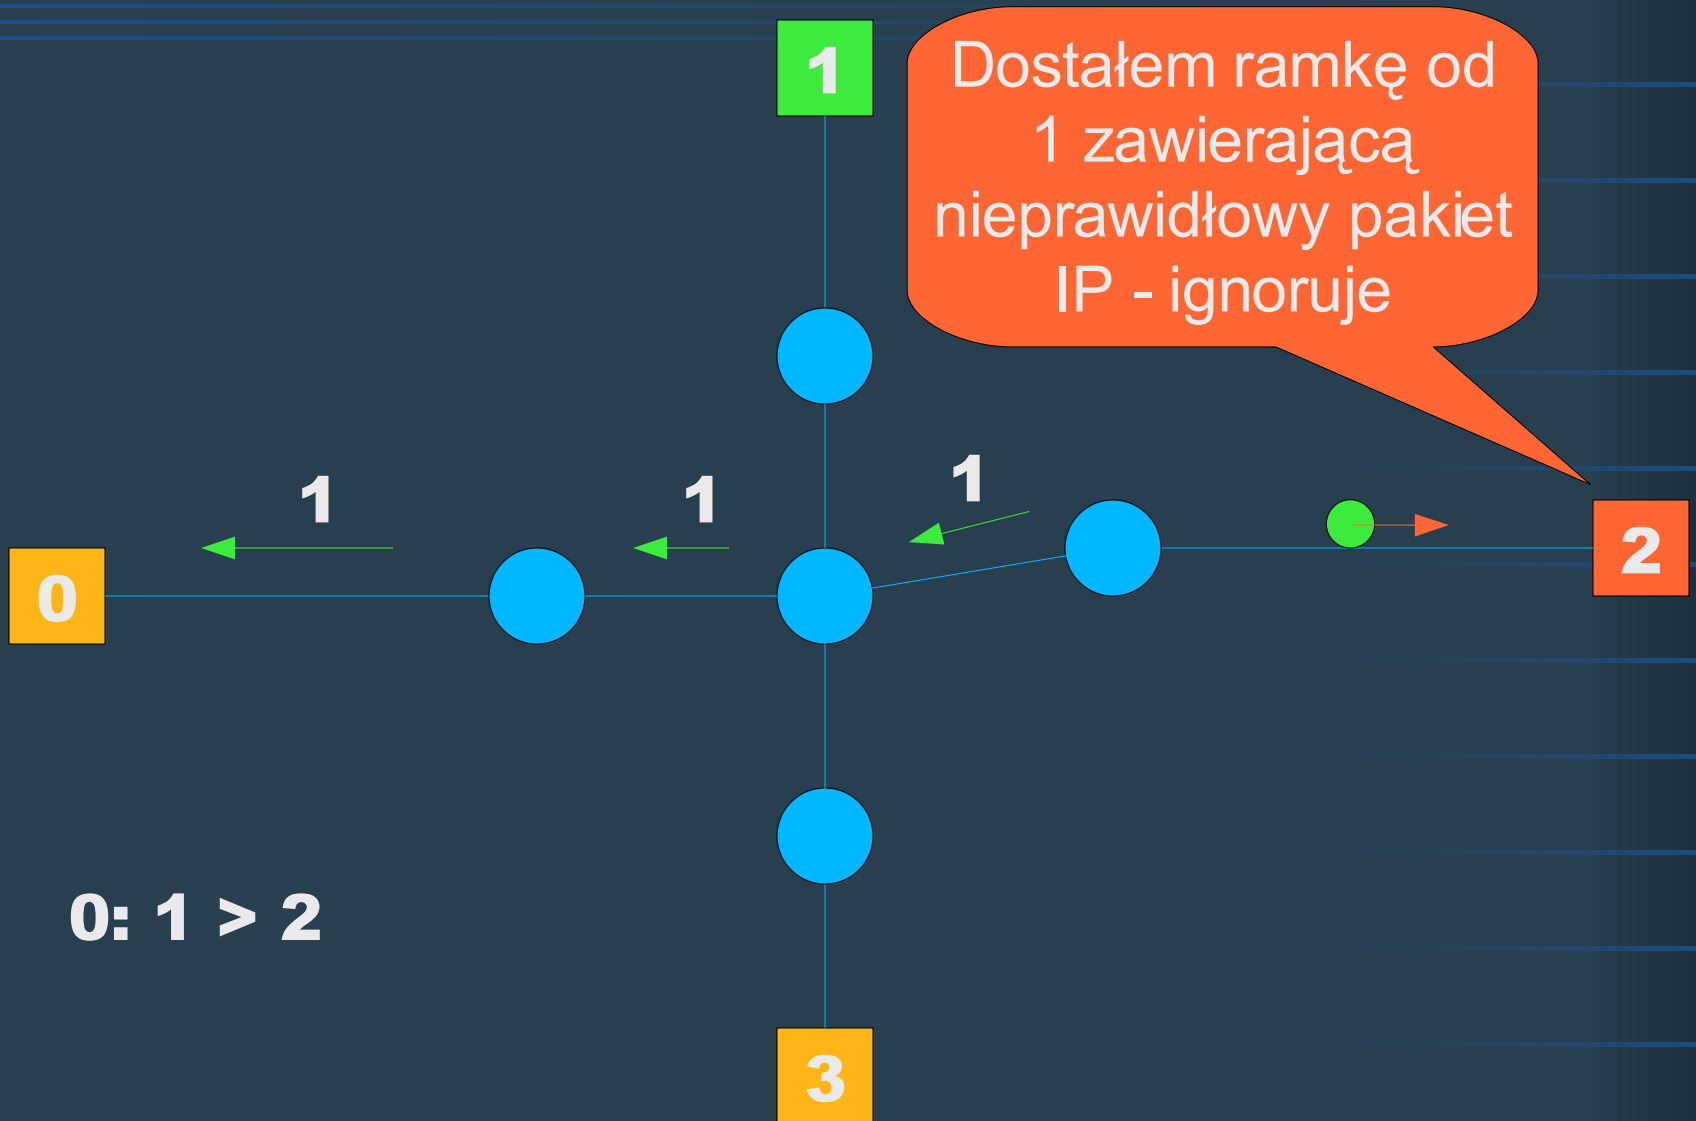 1
Dostałem ramkę od
1 zawierającą
nieprawidłowy pakiet
IP - ignoruje
1
1
1
0
2
0: 1 > 2
3